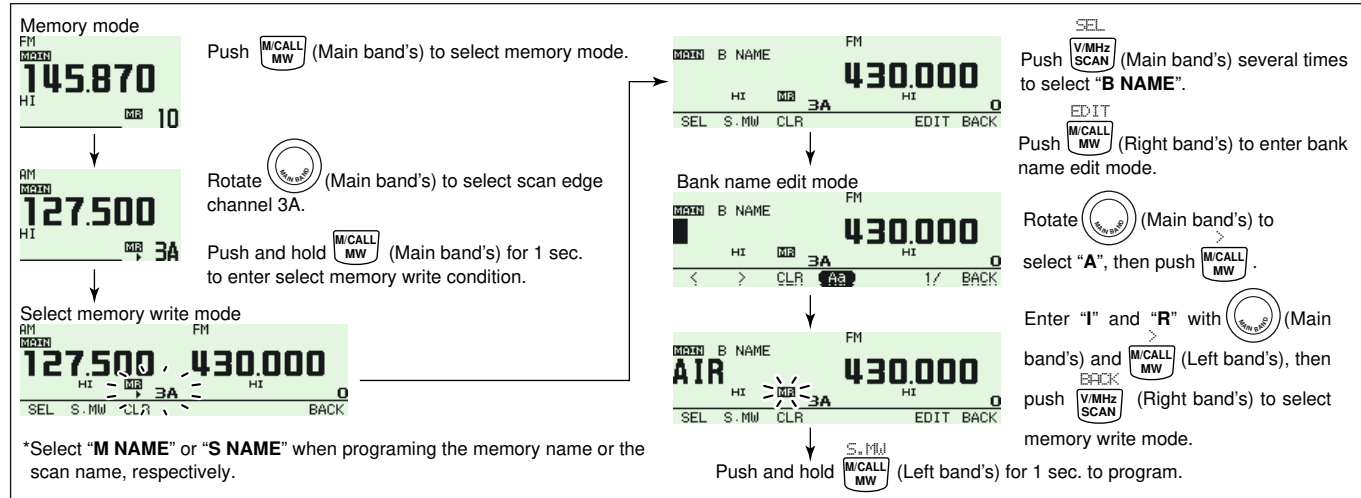 Memory mode
FM
MAIN
145.870
HI
MR 10
Push M/CALL MW (Main band's) to select memory mode.
AM
MAIN
127.500
HI
MR 3A
Rotate MAIN BAND (Main band's) to select scan edge
channel 3A.
Push and hold M/CALL MW (Main band's) for 1 sec.
to enter select memory write condition.
Select memory write mode
AM FM
MAIN
127.500 430.000
HI MR 3A HI 0
SEL S.MW CLR BACK
*Select "M NAME" or "S NAME" when programing the memory name or the
scan name, respectively.
FM
MAIN B NAME
430.000
HI MR 3A HI 0
SEL S.MW CLR EDIT BACK
SEL
Push V/MHz SCAN (Main band's) several times
to select "B NAME".
EDIT
Push M/CALL MW (Right band's) to enter bank
name edit mode.
Bank name edit mode
FM
MAIN B NAME
430.000
HI MR 3A HI 0
< > CLR Aa 1/ BACK
Rotate MAIN BAND (Main band's) to
>
select "A", then push M/CALL MW .
FM
MAIN B NAME
AIR 430.000
HI MR 3A HI 0
SEL S.MW CLR EDIT BACK
Enter "I" and "R" with MAIN BAND (Main
>
band's) and M/CALL MW (Left band's), then
BACK
push V/MHz SCAN (Right band's) to select
memory write mode.
S.MW
Push and hold M/CALL MW (Left band's) for 1 sec. to program.